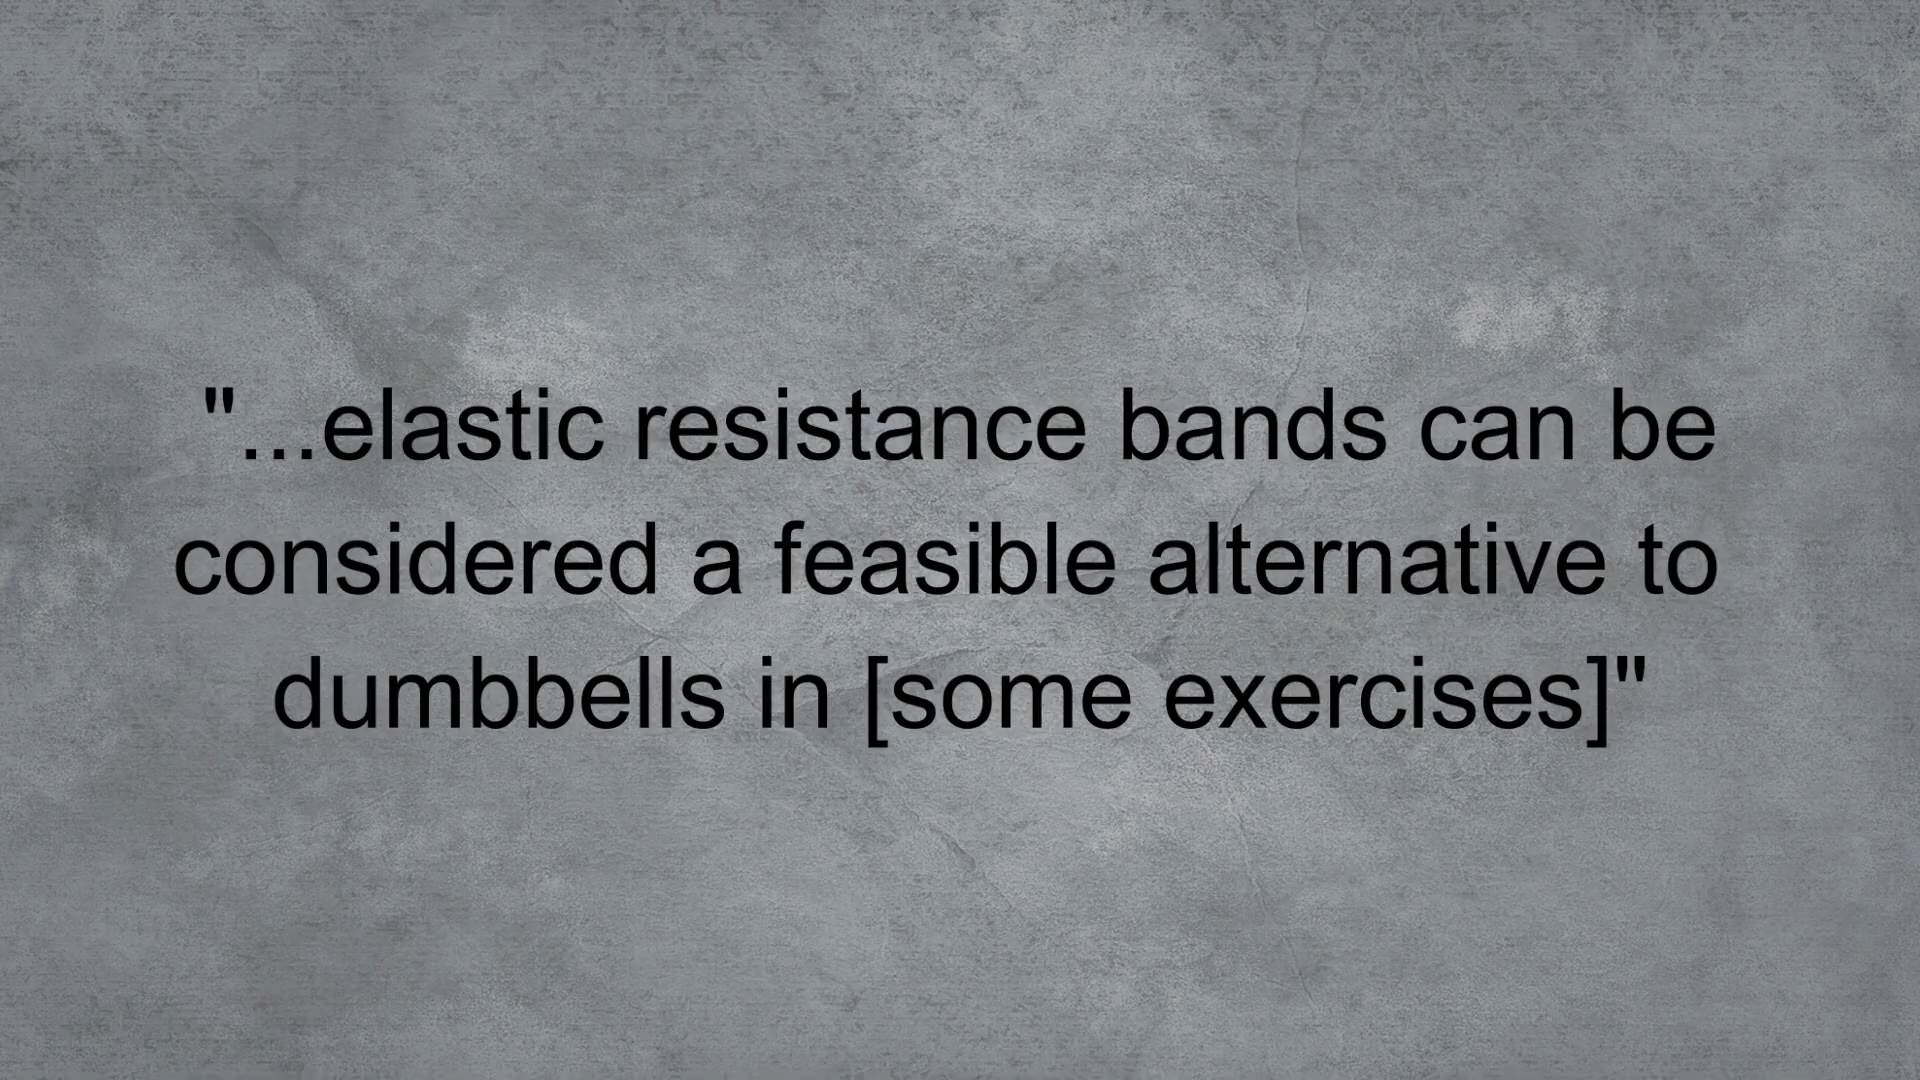 "...elastic resistance bands can be
considered a feasible alternative to
dumbbells in [some exercises]"